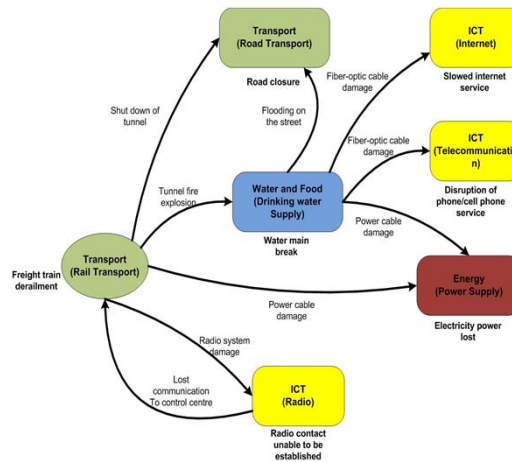 Transport
(Road Transport)
Road closure
ICT
(Internet)
Slowed internet
service
Shut down of
tunnel
Flooding on
the street
Fiber-optic cable
damage
Fiber-optic cable
damage
ICT
(Telecommunicatio
n)
Disruption of
phone/cell phone
service
Tunnel fire
explosion
Water and Food
(Drinking water
Supply)
Water main
break
Power cable
damage
Freight train
derailment
Transport
(Rail Transport)
Energy
(Power Supply)
Electricity power
lost
Power cable
damage
Radio system
damage
Lost
communication
To control centre
ICT
(Radio)
Radio contact
unable to be
established